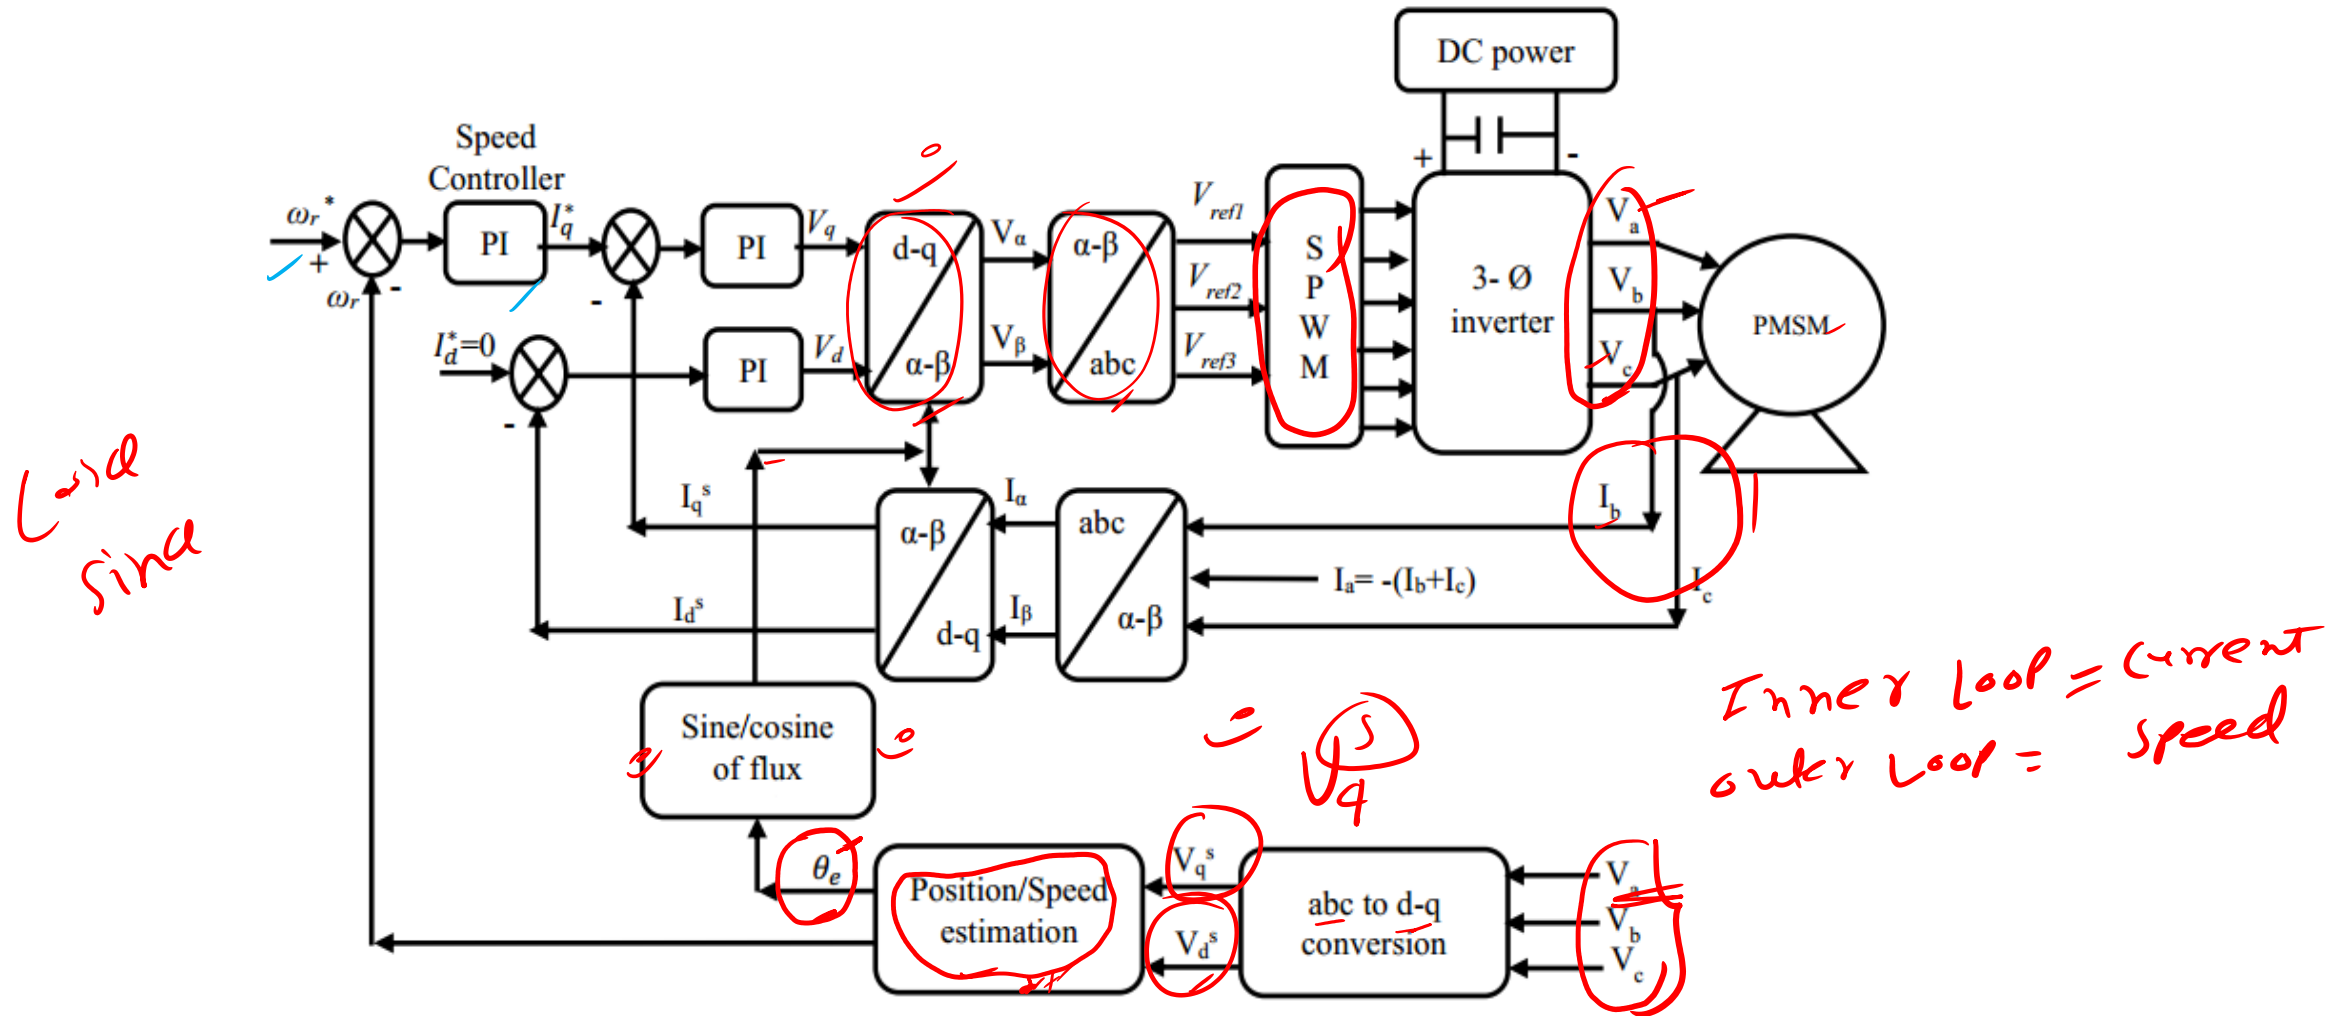 DC power
+ -
Speed
Controller
ωr* +
ωr -
PI
Iq*
-
PI
Vq
d-q
α-β
Vα
Vβ
α-β
abc
Vref1
Vref2
Vref3
S
P
W
M
3- Ø
inverter
Va
Vb
Vc
PMSM
Id*=0
-
PI
Vd
Iqs
Ids
α-β
d-q
Iα
Iβ
abc
α-β
Ib
Ia= -(Ib+Ic)
Ic
sind
Sine/cosine
of flux
Vqs
Inner Loop = current
outer Loop = speed
θe
Position/Speed
estimation
Vqs
Vds
abc to d-q
conversion
Va
Vb
Vc